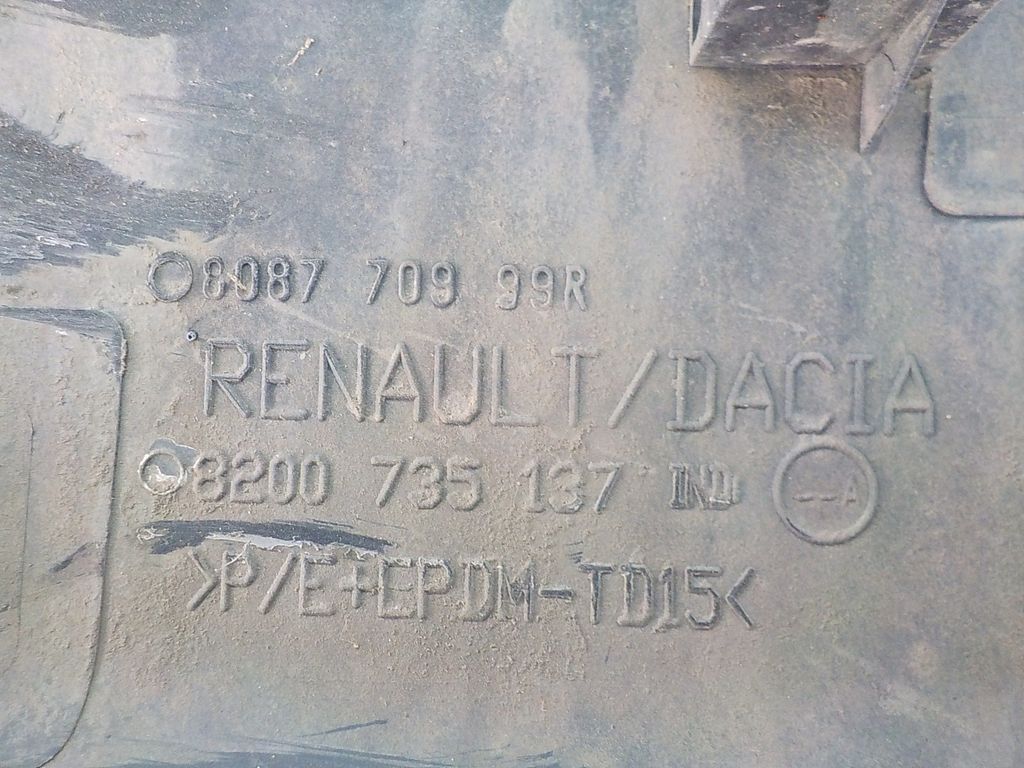 8087 709 99R
RENAULT/DACIA
8200 735 137 IND --A
>P/E+EPDM-TD15<